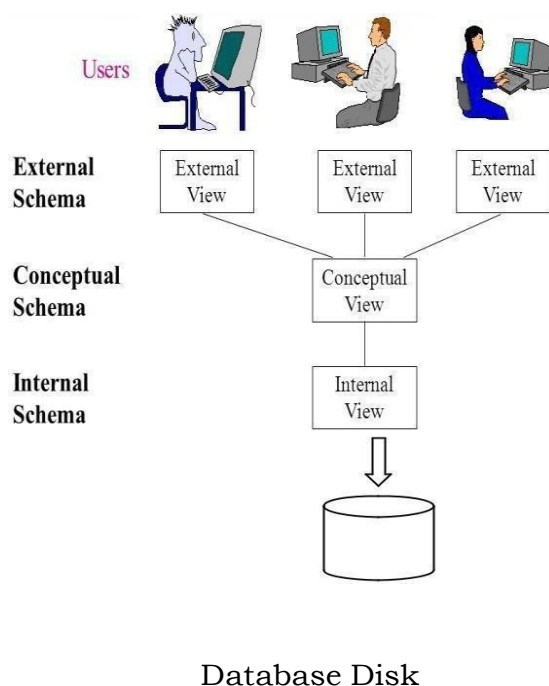 Users
External
Schema
External
View
External
View
External
View
Conceptual
Schema
Conceptual
View
Internal
Schema
Internal
View
Database Disk